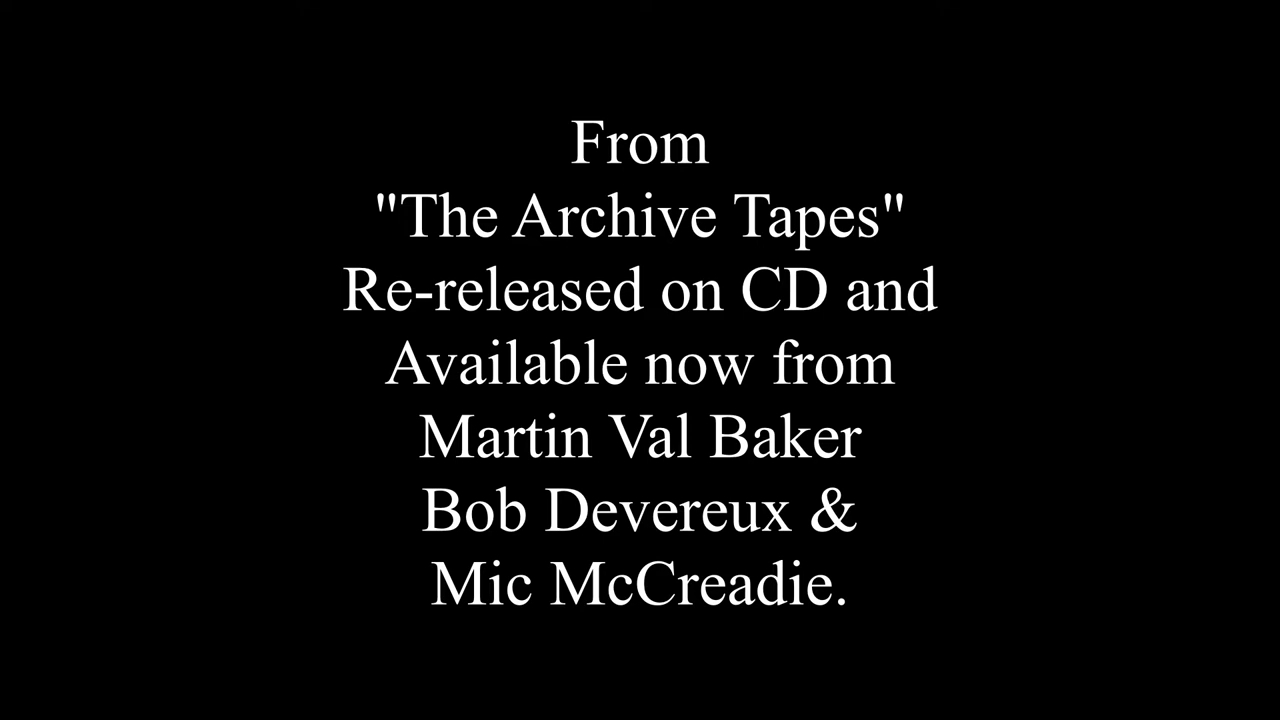 From
"The Archive Tapes"
Re-released on CD and
Available now from
Martin Val Baker
Bob Devereux &
Mic McCreadie.